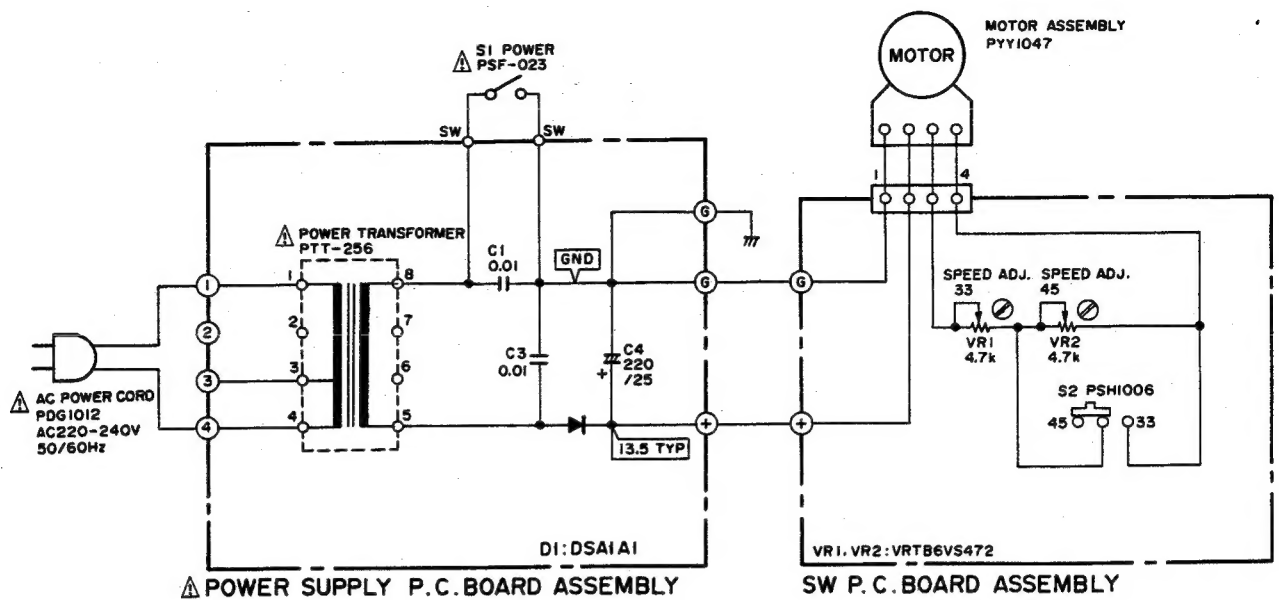 MOTOR ASSEMBLY
PYY1047
MOTOR
⚠ S1 POWER
PSF-023
SW SW
1 4
G
⚠ POWER TRANSFORMER
PTT-256
C1
0.01
GND
G
G
SPEED ADJ. SPEED ADJ.
33 45
1 1 8
2 2 7
VR1 VR2
4.7k 4.7k
C3
0.01
C4
220
/25
+
3 3 6
S2 PSH1006
45 33
4 4 5
+
+
13.5 TYP
⚠ AC POWER CORD
PDG1012
AC220-240V
50/60Hz
D1:DSA1A1
VR1, VR2:VRTB6VS472
⚠ POWER SUPPLY P.C.BOARD ASSEMBLY
SW P.C.BOARD ASSEMBLY